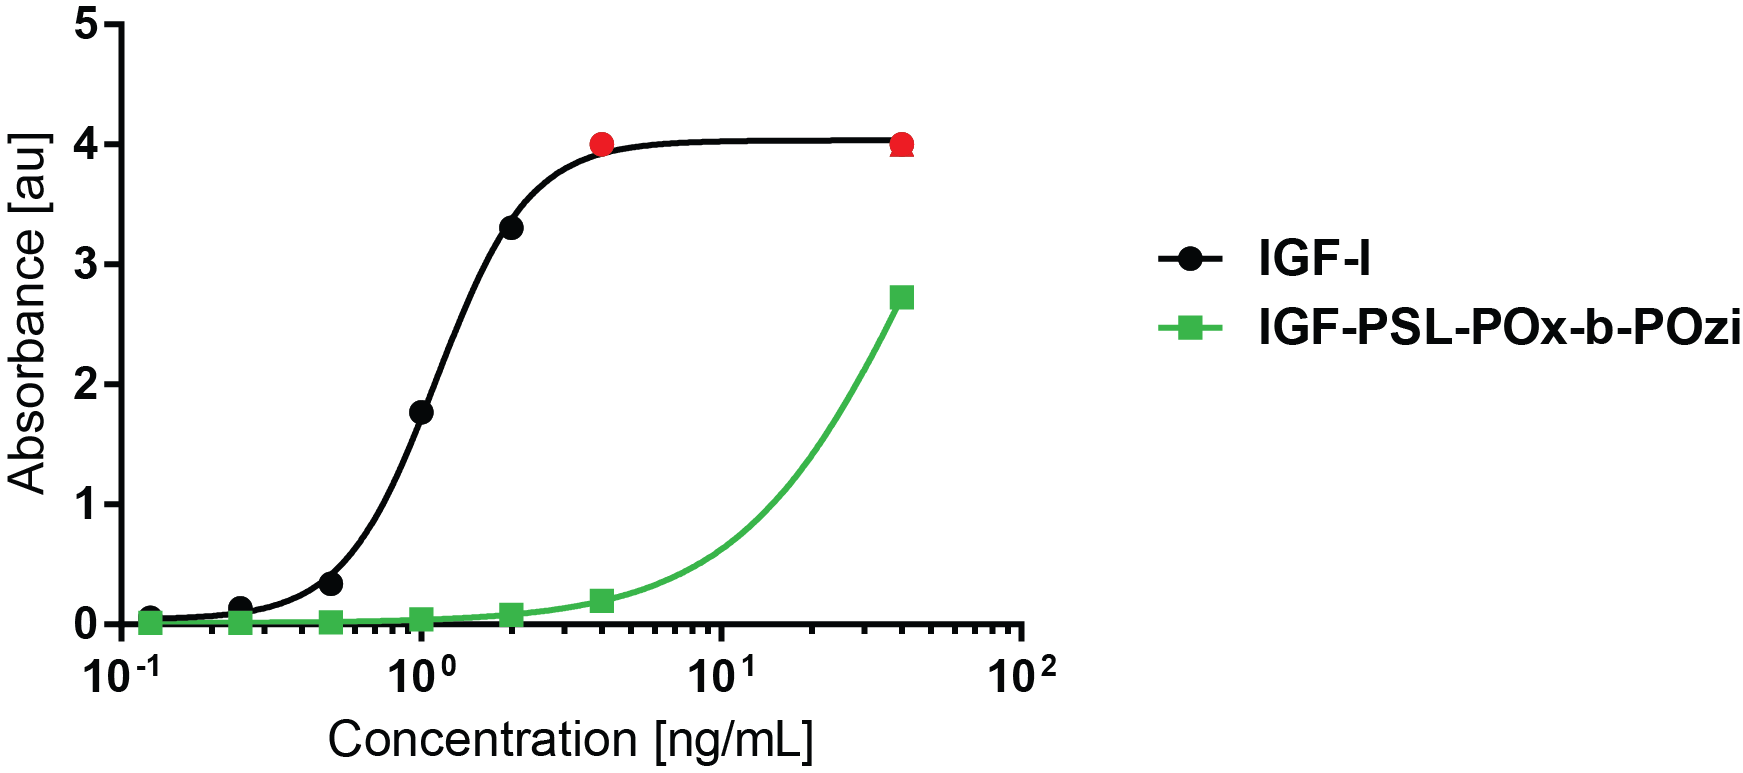 5
4
3
2
1
0
Absorbance [au]
10-1 100 101 102
Concentration [ng/mL]
IGF-I
IGF-PSL-POx-b-POzi